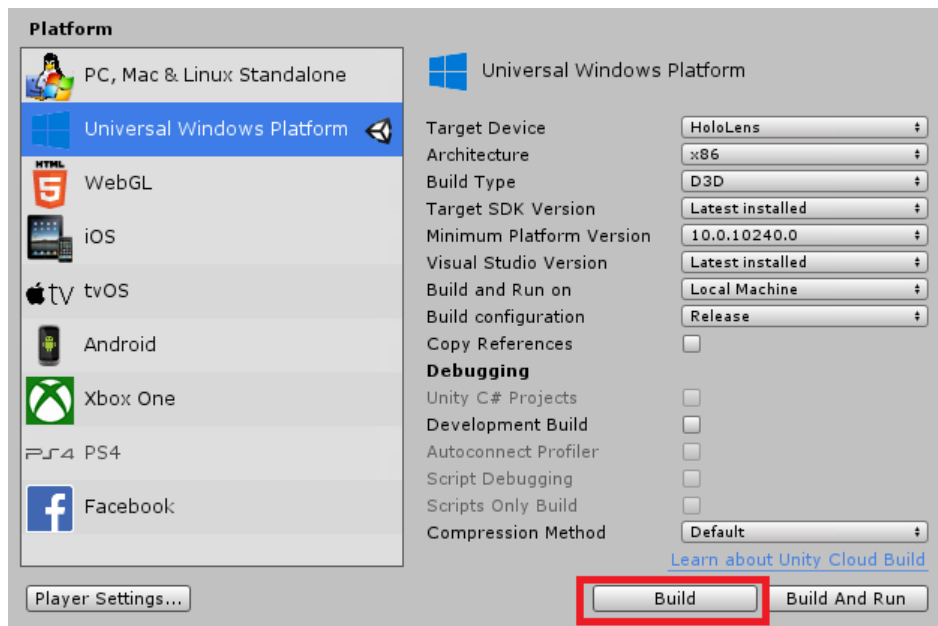 Platform
PC, Mac & Linux Standalone
Universal Windows Platform
HTML
5
WebGL
iOS
tv tvOS
Android
Xbox One
PS4 PS4
f Facebook
Universal Windows Platform
Target Device HoloLens
Architecture x86
Build Type D3D
Target SDK Version Latest installed
Minimum Platform Version 10.0.10240.0
Visual Studio Version Latest installed
Build and Run on Local Machine
Build configuration Release
Copy References
Debugging
Unity C# Projects
Development Build
Autoconnect Profiler
Script Debugging
Scripts Only Build
Compression Method Default
Learn about Unity Cloud Build
Player Settings... Build Build And Run